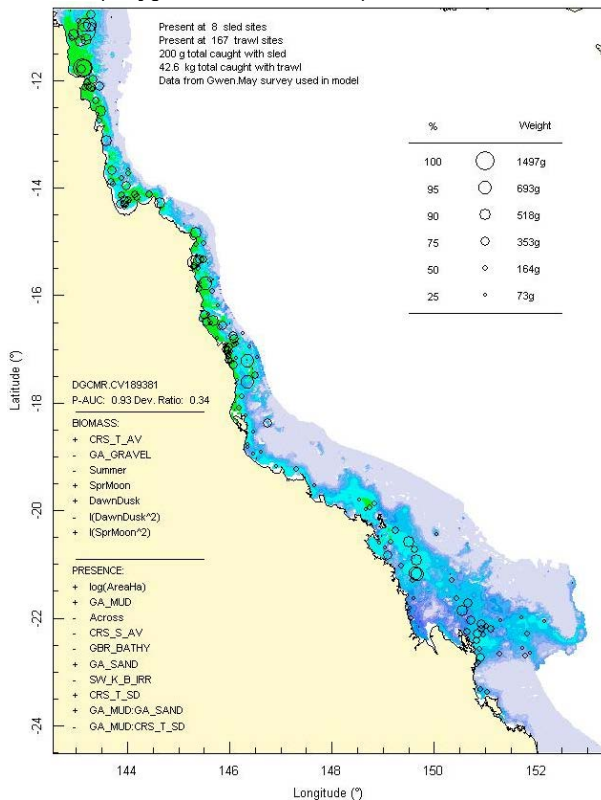 Present at 8 sled sites
Present at 167 trawl sites
200 g total caught with sled
42.6 kg total caught with trawl
Data from Gwen.May survey used in model
% Weight
100 1497g
95 693g
90 518g
75 353g
50 164g
25 73g
-12
-14
-16
-18
-20
-22
-24
Latitude (°)
DGCMR.CV189381
P-AUC: 0.93 Dev. Ratio: 0.34
BIOMASS:
+ CRS_T_AV
- GA_GRAVEL
- Summer
+ SprMoon
+ DawnDusk
- I(DawnDusk^2)
+ I(SprMoon^2)
PRESENCE:
+ log(AreaHa)
+ GA_MUD
- Across
- CRS_S_AV
- GBR_BATHY
+ GA_SAND
- SW_K_B_IRR
+ CRS_T_SD
+ GA_MUD:GA_SAND
- GA_MUD:CRS_T_SD
144 146 148 150 152
Longitude (°)